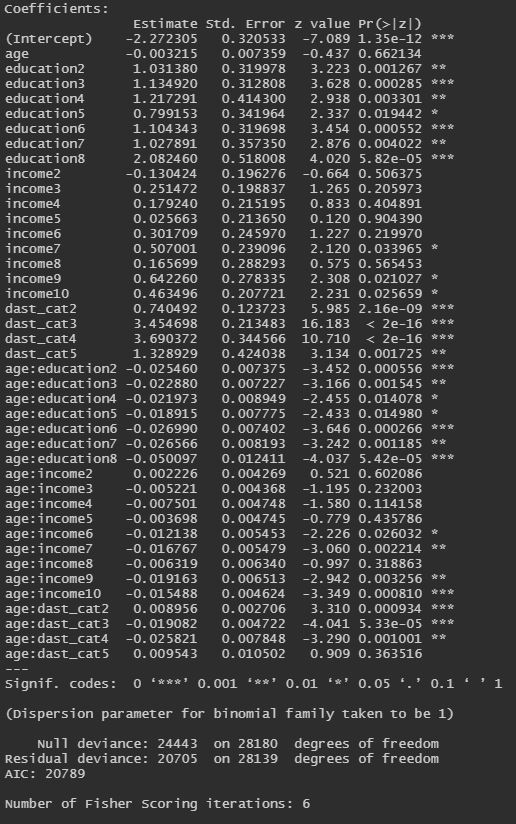 Coefficients:
                 Estimate Std. Error z value Pr(>|z|)
(Intercept)     -2.272305   0.320533  -7.089 1.35e-12 ***
age             -0.003215   0.007359  -0.437 0.662134
education2       1.031380   0.319978   3.223 0.001267 **
education3       1.134920   0.312808   3.628 0.000285 ***
education4       1.217291   0.414300   2.938 0.003301 **
education5       0.799153   0.341964   2.337 0.019442 *
education6       1.104343   0.319698   3.454 0.000552 ***
education7       1.027891   0.357350   2.876 0.004022 **
education8       2.082460   0.518008   4.020 5.82e-05 ***
income2         -0.130424   0.196276  -0.664 0.506375
income3          0.251472   0.198837   1.265 0.205973
income4          0.179240   0.215195   0.833 0.404891
income5          0.025663   0.213650   0.120 0.904390
income6          0.301709   0.245970   1.227 0.219970
income7          0.507001   0.239096   2.120 0.033965 *
income8          0.165699   0.288293   0.575 0.565453
income9          0.642260   0.278335   2.308 0.021027 *
income10         0.463496   0.207721   2.231 0.025659 *
dast_cat2        0.740492   0.123723   5.985 2.16e-09 ***
dast_cat3        3.454698   0.213483  16.183  < 2e-16 ***
dast_cat4        3.690372   0.344566  10.710  < 2e-16 ***
dast_cat5        1.328929   0.424038   3.134 0.001725 **
age:education2  -0.025460   0.007375  -3.452 0.000556 ***
age:education3  -0.022880   0.007227  -3.166 0.001545 **
age:education4  -0.021973   0.008949  -2.455 0.014078 *
age:education5  -0.018915   0.007775  -2.433 0.014980 *
age:education6  -0.026990   0.007402  -3.646 0.000266 ***
age:education7  -0.026566   0.008193  -3.242 0.001185 **
age:education8  -0.050097   0.012411  -4.037 5.42e-05 ***
age:income2      0.002226   0.004269   0.521 0.602086
age:income3     -0.005221   0.004368  -1.195 0.232003
age:income4     -0.007501   0.004748  -1.580 0.114158
age:income5     -0.003698   0.004745  -0.779 0.435786
age:income6     -0.012138   0.005453  -2.226 0.026032 *
age:income7     -0.016767   0.005479  -3.060 0.002214 **
age:income8     -0.006319   0.006340  -0.997 0.318863
age:income9     -0.019163   0.006513  -2.942 0.003256 **
age:income10    -0.015488   0.004624  -3.349 0.000810 ***
age:dast_cat2    0.008956   0.002706   3.310 0.000934 ***
age:dast_cat3   -0.019082   0.004722  -4.041 5.33e-05 ***
age:dast_cat4   -0.025821   0.007848  -3.290 0.001001 **
age:dast_cat5    0.009543   0.010502   0.909 0.363516
---
Signif. codes:  0 ‘***’ 0.001 ‘**’ 0.01 ‘*’ 0.05 ‘.’ 0.1 ‘ ’ 1
(Dispersion parameter for binomial family taken to be 1)
    Null deviance: 24443  on 28180  degrees of freedom
Residual deviance: 20705  on 28139  degrees of freedom
AIC: 20789
Number of Fisher Scoring iterations: 6